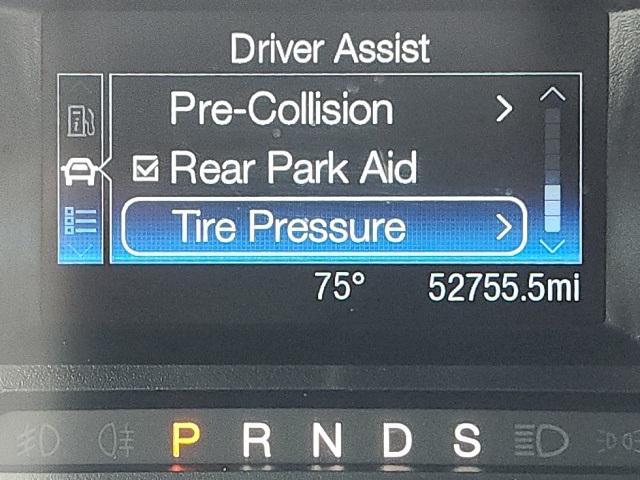 Driver Assist
Pre-Collision
Rear Park Aid
Tire Pressure
75° 52755.5mi
P R N D S